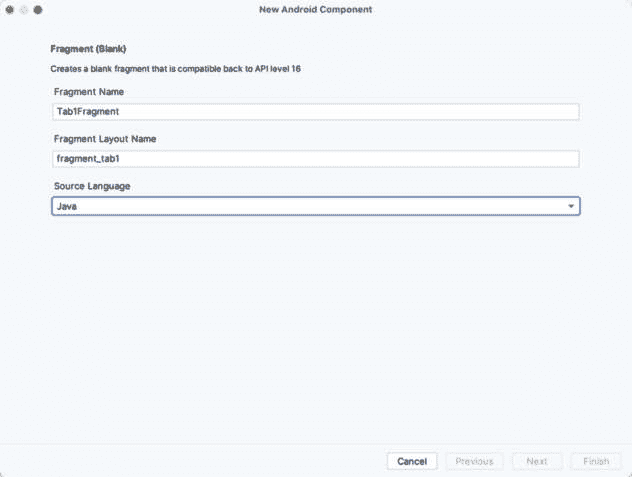 New Android Component
Fragment (Blank)
Creates a blank fragment that is compatible back to API level 16
Fragment Name
Tab1Fragment
Fragment Layout Name
fragment_tab1
Source Language
Java
Cancel Previous Next Finish